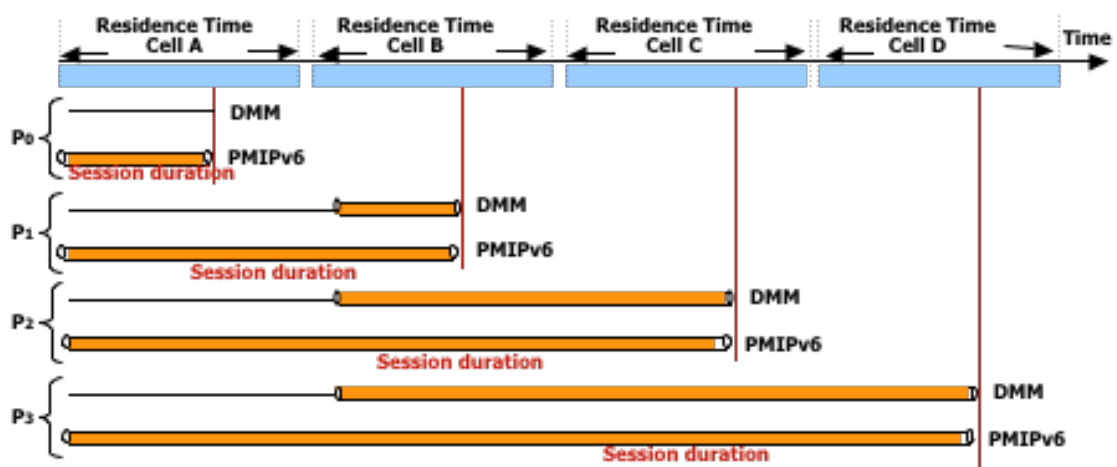 Residence Time
Cell A
Residence Time
Cell B
Residence Time
Cell C
Residence Time
Cell D
Time
P0
DMM
PMIPv6
Session duration
P1
DMM
PMIPv6
Session duration
P2
DMM
PMIPv6
Session duration
P3
DMM
PMIPv6
Session duration